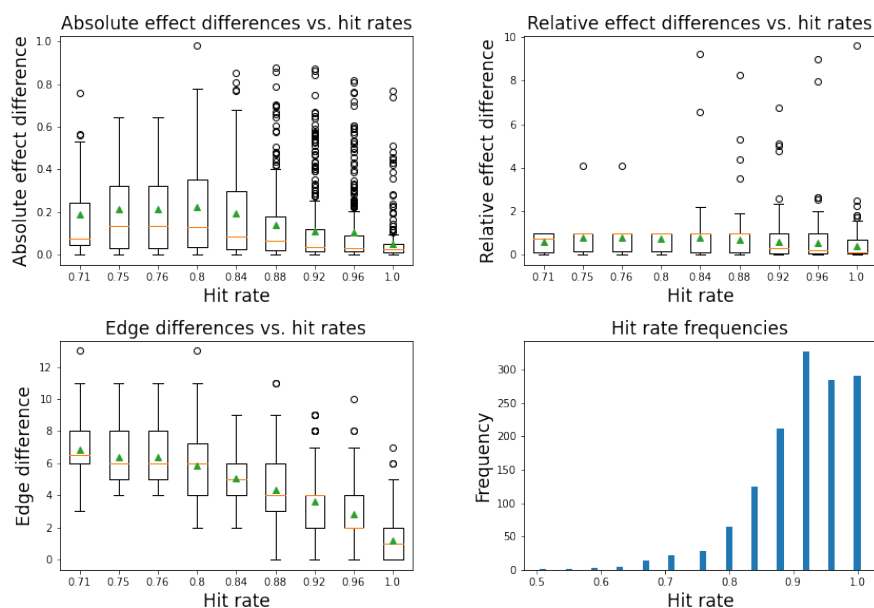 Absolute effect differences vs. hit rates
Absolute effect difference
1.0
0.8
0.6
0.4
0.2
0.0
0.71 0.75 0.76 0.8 0.84 0.88 0.92 0.96 1.0
Hit rate
Relative effect differences vs. hit rates
Relative effect difference
10
8
6
4
2
0
0.71 0.75 0.76 0.8 0.84 0.88 0.92 0.96 1.0
Hit rate
Edge differences vs. hit rates
Edge difference
12
10
8
6
4
2
0
0.71 0.75 0.76 0.8 0.84 0.88 0.92 0.96 1.0
Hit rate
Hit rate frequencies
Frequency
300
250
200
150
100
50
0
0.5 0.6 0.7 0.8 0.9 1.0
Hit rate